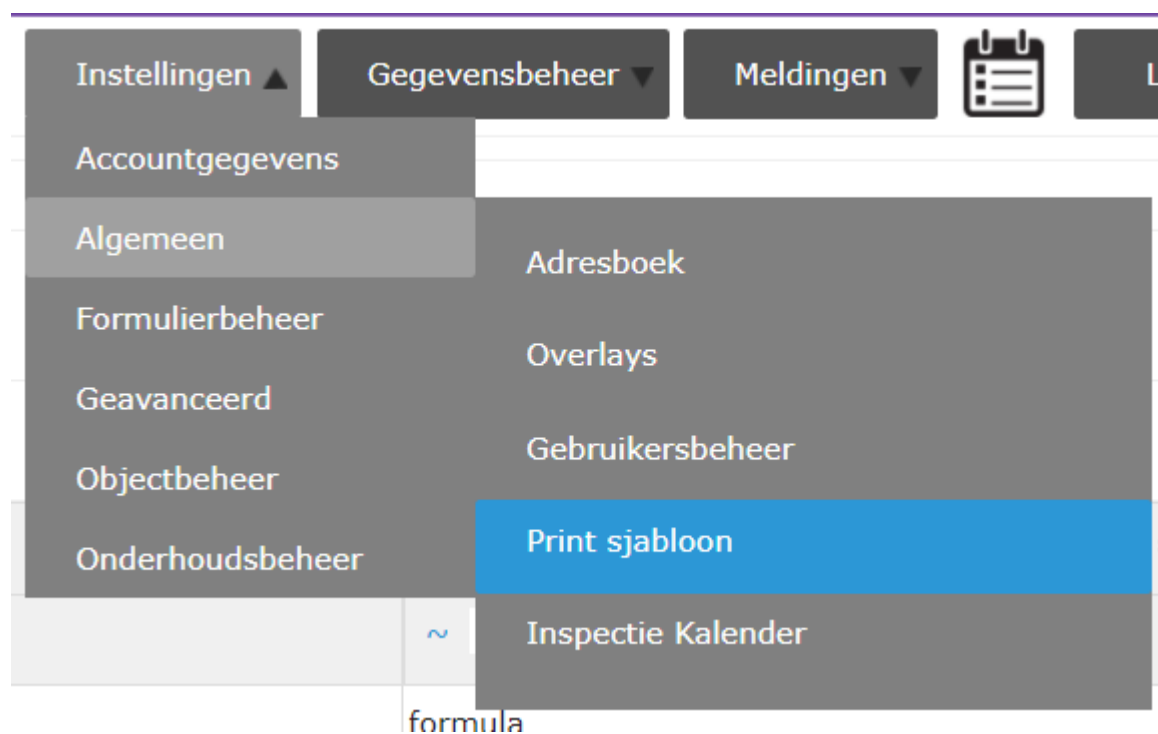 Instellingen
Gegevensbeheer
Meldingen
L
Accountgegevens
Algemeen
Formulierbeheer
Geavanceerd
Objectbeheer
Onderhoudsbeheer
Adresboek
Overlays
Gebruikersbeheer
Print sjabloon
Inspectie Kalender
~
formula